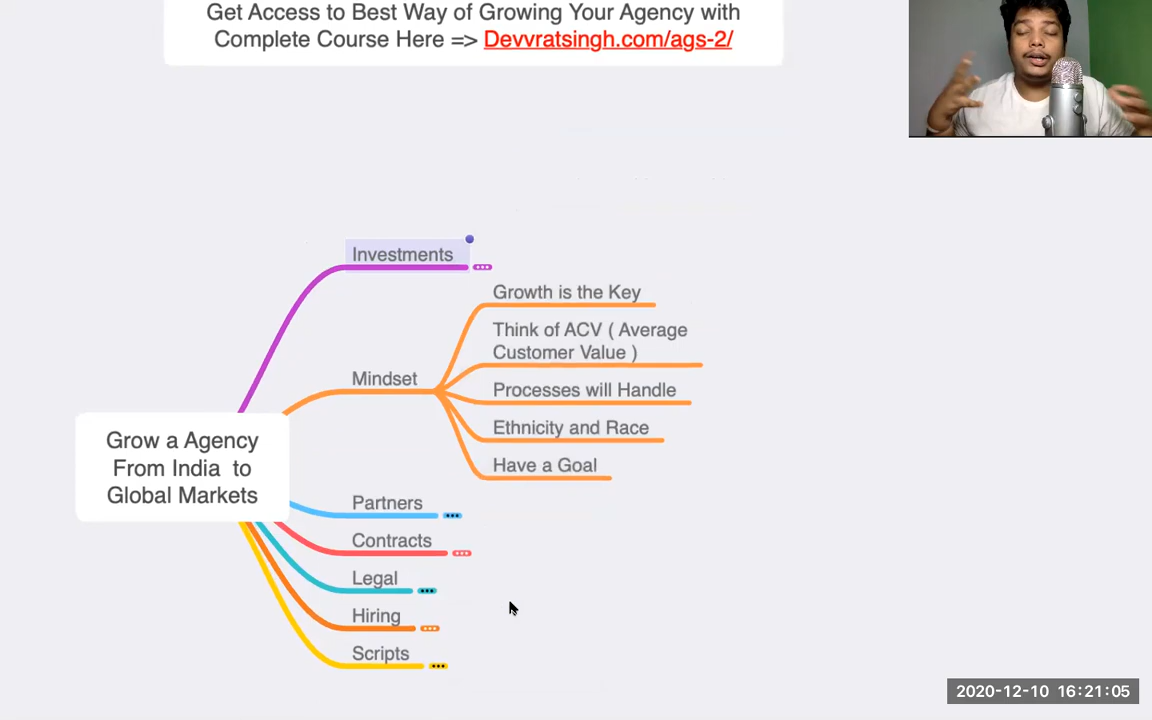 Get Access to Best Way of Growing Your Agency with
Complete Course Here => Devvratsingh.com/ags-2/
Investments
Growth is the Key
Think of ACV ( Average
Customer Value )
Mindset
Processes will Handle
Ethnicity and Race
Have a Goal
Grow a Agency
From India to
Global Markets
Partners
Contracts
Legal
Hiring
Scripts
2020-12-10 16:21:05